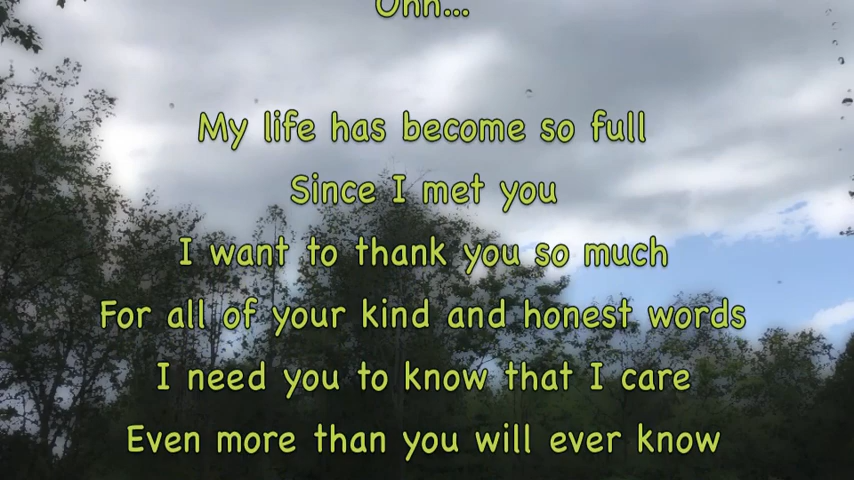 Ohh...
My life has become so full
Since I met you
I want to thank you so much
For all of your kind and honest words
I need you to know that I care
Even more than you will ever know